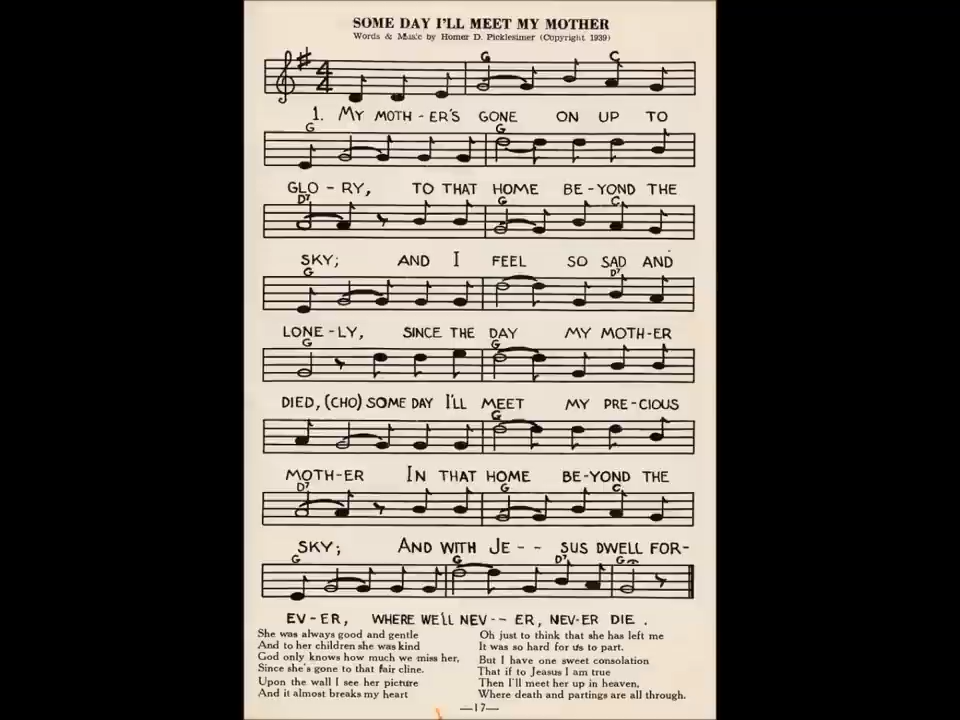 SOME DAY I'LL MEET MY MOTHER
Words & Music by Homer D. Picklesimer (Copyright 1939)
G C
1. MY MOTH - ER'S GONE ON UP TO
G G
GLO - RY, TO THAT HOME BE - YOND THE
D7 G C
SKY; AND I FEEL SO SAD AND
G D7
LONE - LY, SINCE THE DAY MY MOTH - ER
G G
DIED, (CHO) SOME DAY I'LL MEET MY PRE - CIOUS
G
MOTH - ER IN THAT HOME BE - YOND THE
D7 G C
SKY; AND WITH JE - - SUS DWELL FOR -
G G D7 G
EV - ER, WHERE WE'LL NEV - - ER, NEV - ER DIE .
She was always good and gentle
And to her children she was kind
God only knows how much we miss her,
Since she's gone to that fair cline.
Upon the wall I see her picture
And it almost breaks my heart
Oh just to think that she has left me
It was so hard for us to part.
But I have one sweet consolation
That if to Jeasus I am true
Then I'll meet her up in heaven,
Where death and partings are all through.
—17—